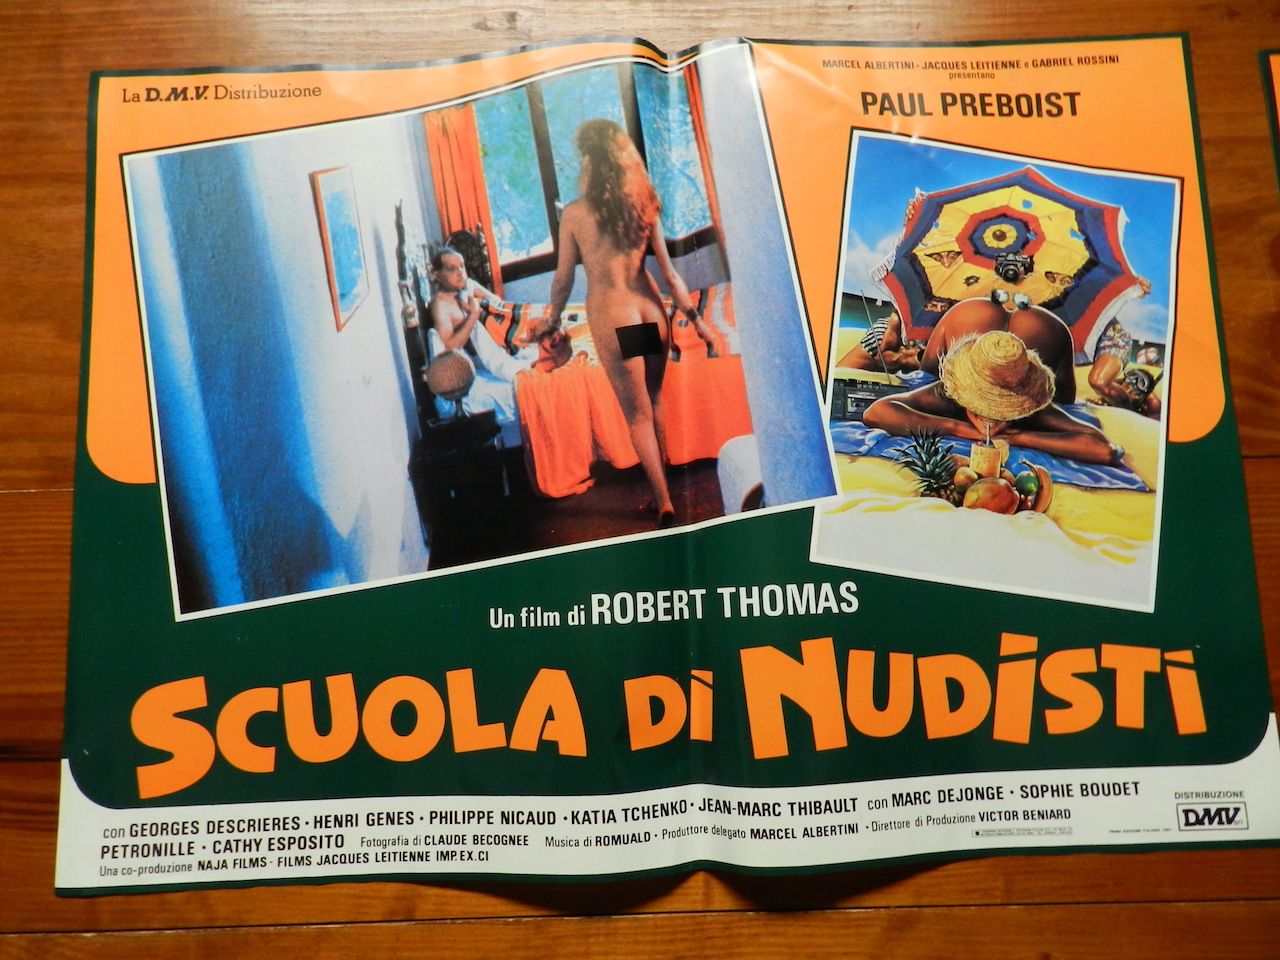 La D.M.V. Distribuzione
MARCEL ALBERTINI · JACQUES LEITIENNE e GABRIEL ROSSINI
presentano
PAUL PREBOIST
Un film di ROBERT THOMAS
SCUOLA DI NUDISTI
con GEORGES DESCRIERES · HENRI GENES · PHILIPPE NICAUD · KATIA TCHENKO · JEAN-MARC THIBAULT con MARC DEJONGE · SOPHIE BOUDET
PETRONILLE · CATHY ESPOSITO Fotografia di CLAUDE BECOGNEE Musica di ROMUALD · Produttore delegato MARCEL ALBERTINI · Direttore di Produzione VICTOR BENIARD
Una co-produzione NAJA FILMS - FILMS JACQUES LEITIENNE IMP.EX.CI
DISTRIBUZIONE
DMV srl